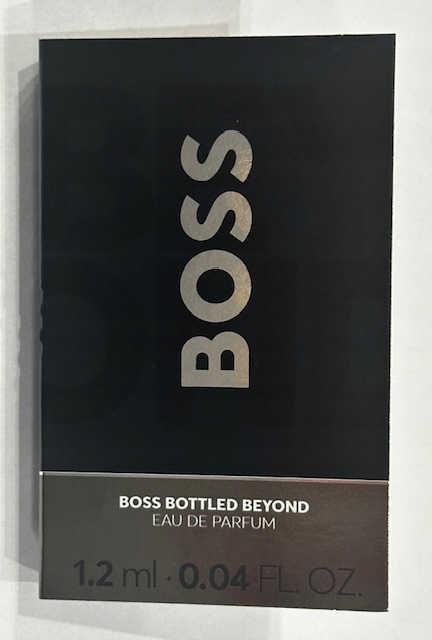 BOSS
BOSS BOTTLED BEYOND
EAU DE PARFUM
1.2 ml · 0.04 FL. OZ.